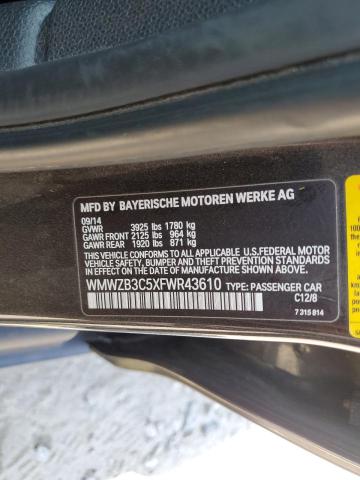 MFD BY BAYERISCHE MOTOREN WERKE AG
09/14
GVWR 3925 lbs 1780 kg
GAWR FRONT 2125 lbs 964 kg
GAWR REAR 1920 lbs 871 kg
THIS VEHICLE CONFORMS TO ALL APPLICABLE U.S. FEDERAL MOTOR
VEHICLE SAFETY, BUMPER, AND THEFT PREVENTION STANDARDS
IN EFFECT ON THE DATE OF MANUFACTURE SHOWN ABOVE.
WMWZB3C5XFWR43610 TYPE: PASSENGER CAR
C12/8
7 315 814